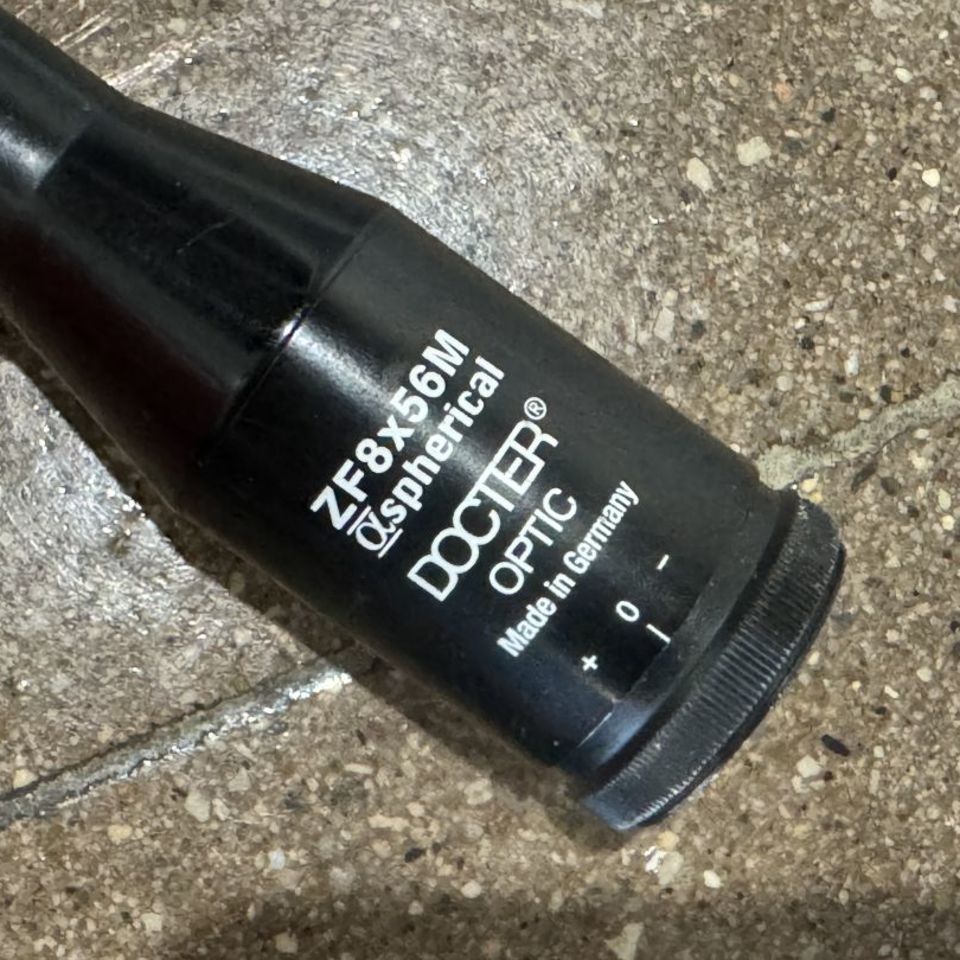 ZF8x56M
αspherical
DOCTER®
OPTIC
Made in Germany
+ 0 -